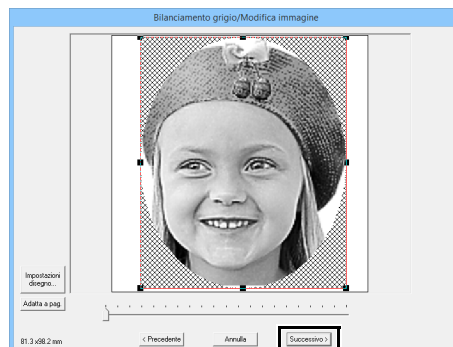 Bilanciamento grigio/Modifica immagine
Impostazioni
disegno...
Adatta a pag.
81.3 x98.2 mm
< Precedente
Annulla
Successivo >